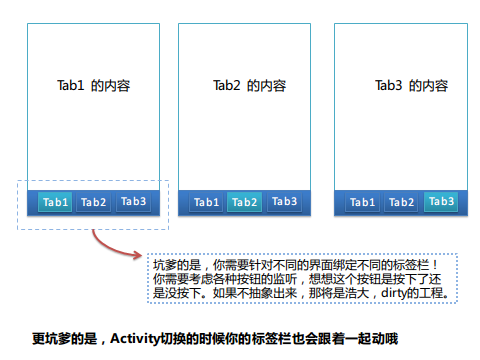 Tab1 的内容
Tab2 的内容
Tab3 的内容
Tab1 Tab2 Tab3
Tab1 Tab2 Tab3
Tab1 Tab2 Tab3
坑爹的是，你需要针对不同的界面绑定不同的标签栏！
你需要考虑各种按钮的监听，想想这个按钮是按下了还
是没按下。如果不抽象出来，那将是浩大，dirty的工程。
更坑爹的是，Activity切换的时候你的标签栏也会跟着一起动哦